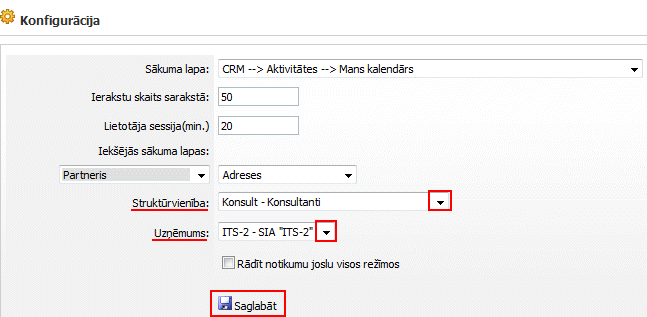 Konfigurācija
Sākuma lapa: CRM --> Aktivitātes --> Mans kalendārs
Ierakstu skaits sarakstā: 50
Lietotāja sessija(min.) 20
Iekšējās sākuma lapas:
Partneris Adreses
Struktūrvienība: Konsult - Konsultanti
Uzņēmums: ITS-2 - SIA "ITS-2"
Rādīt notikumu joslu visos režīmos
Saglabāt